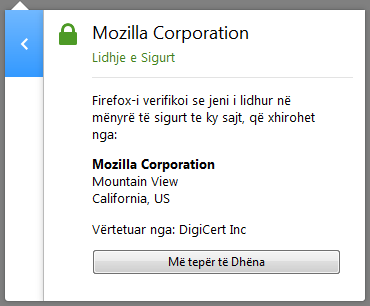 Mozilla Corporation
Lidhje e Sigurt
Firefox-i verifikoi se jeni i lidhur në
mënyrë të sigurt te ky sajt, që xhirohet
nga:
Mozilla Corporation
Mountain View
California, US
Vërtetuar nga: DigiCert Inc
Më tepër të Dhëna